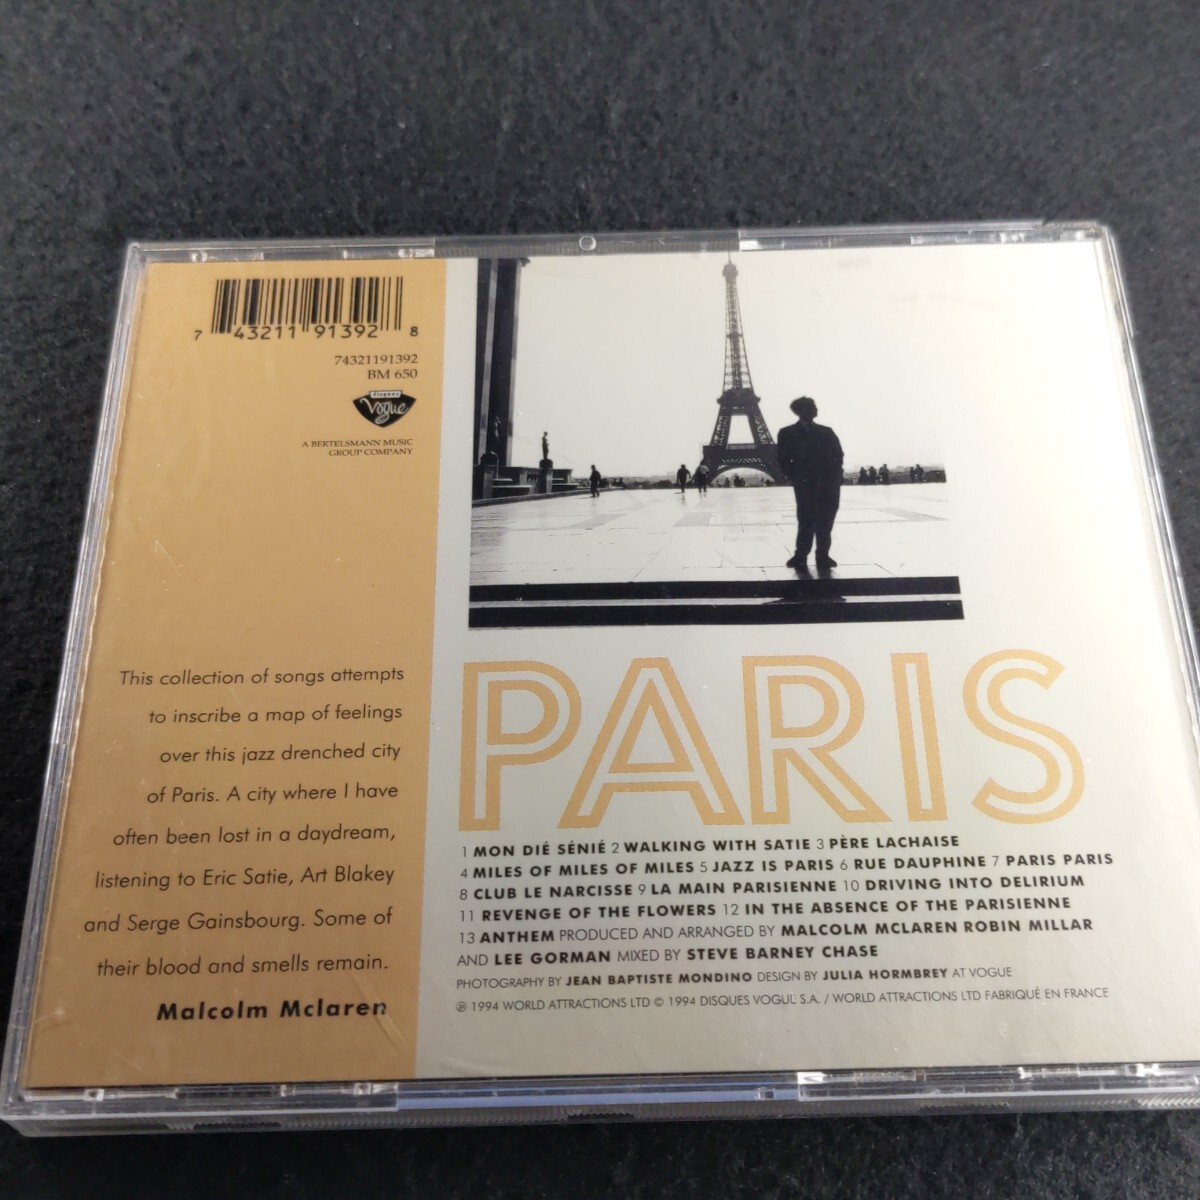 7 43211 91392 8
74321191392
BM 650
disques
Vogue
A BERTELSMANN MUSIC
GROUP COMPANY
This collection of songs attempts
to inscribe a map of feelings
over this jazz drenched city
of Paris. A city where I have
often been lost in a daydream,
listening to Eric Satie, Art Blakey
and Serge Gainsbourg. Some of
their blood and smells remain.
Malcolm Mclaren
PARIS
1 MON DIÉ SÉNIÉ 2 WALKING WITH SATIE 3 PÈRE LACHAISE
4 MILES OF MILES OF MILES 5 JAZZ IS PARIS 6 RUE DAUPHINE 7 PARIS PARIS
8 CLUB LE NARCISSE 9 LA MAIN PARISIENNE 10 DRIVING INTO DELIRIUM
11 REVENGE OF THE FLOWERS 12 IN THE ABSENCE OF THE PARISIENNE
13 ANTHEM PRODUCED AND ARRANGED BY MALCOLM MCLAREN ROBIN MILLAR
AND LEE GORMAN MIXED BY STEVE BARNEY CHASE
PHOTOGRAPHY BY JEAN BAPTISTE MONDINO DESIGN BY JULIA HORMBREY AT VOGUE
℗ 1994 WORLD ATTRACTIONS LTD © 1994 DISQUES VOGUE S.A. / WORLD ATTRACTIONS LTD FABRIQUÉ EN FRANCE